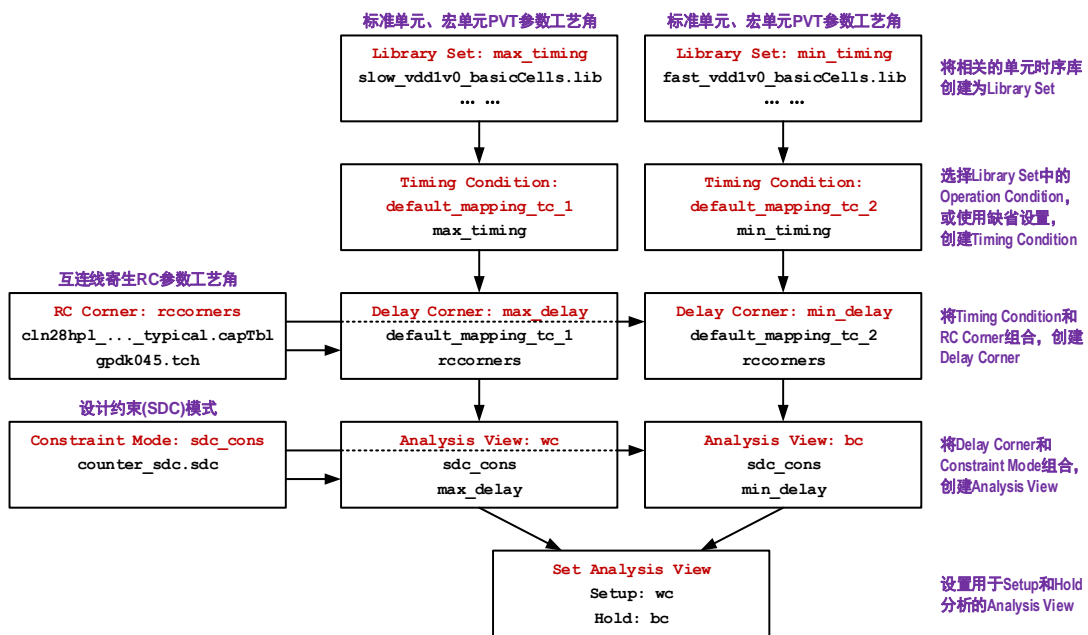 标准单元、宏单元PVT参数工艺角
标准单元、宏单元PVT参数工艺角
Library Set: max_timing
slow_vdd1v0_basicCells.lib
… …
Library Set: min_timing
fast_vdd1v0_basicCells.lib
… …
将相关的单元时序库
创建为Library Set
Timing Condition:
default_mapping_tc_1
max_timing
Timing Condition:
default_mapping_tc_2
min_timing
选择Library Set中的
Operation Condition,
或使用缺省设置,
创建Timing Condition
互连线寄生RC参数工艺角
RC Corner: rccorners
cln28hpl_..._typical.capTbl
gpdk045.tch
Delay Corner: max_delay
default_mapping_tc_1
rccorners
Delay Corner: min_delay
default_mapping_tc_2
rccorners
将Timing Condition和
RC Corner组合，创建
Delay Corner
设计约束(SDC)模式
Constraint Mode: sdc_cons
counter_sdc.sdc
Analysis View: wc
sdc_cons
max_delay
Analysis View: bc
sdc_cons
min_delay
将Delay Corner和
Constraint Mode组合,
创建Analysis View
Set Analysis View
Setup: wc
Hold: bc
设置用于Setup和Hold
分析的Analysis View